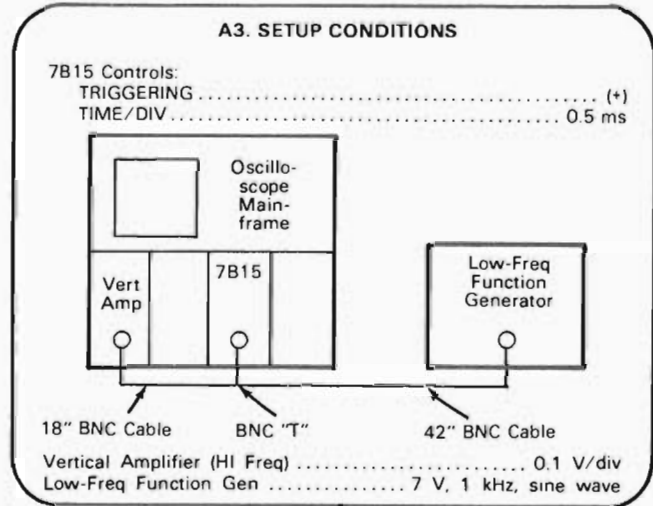 A3. SETUP CONDITIONS
7B15 Controls:
TRIGGERING.................................................. (+)
TIME/DIV.................................................. 0.5 ms
Oscillo-
scope
Main-
frame
Vert
Amp
7B15
Low-Freq
Function
Generator
18" BNC Cable
BNC "T"
42" BNC Cable
Vertical Amplifier (HI Freq) ............................ 0.1 V/div
Low-Freq Function Gen ................ 7 V, 1 kHz, sine wave